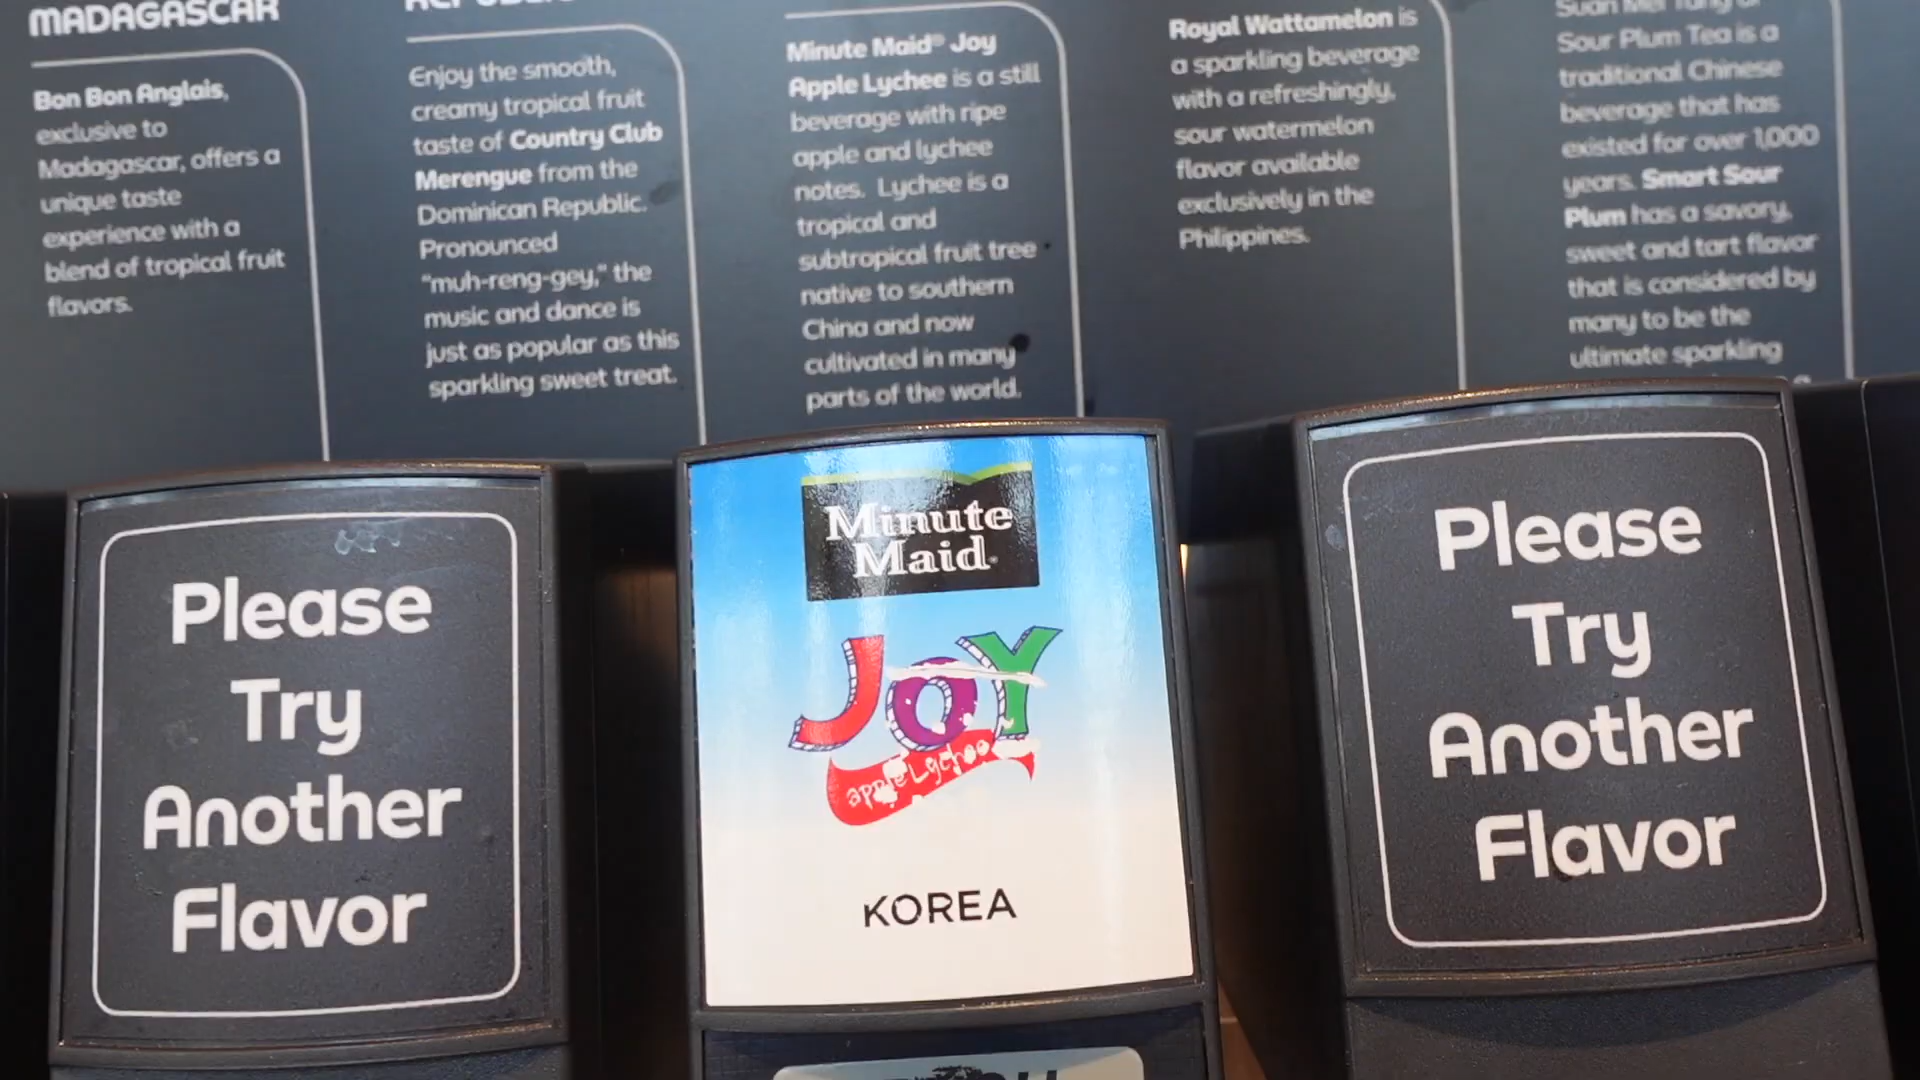 MADAGASCAR
Bon Bon Anglais,
exclusive to
Madagascar, offers a
unique taste
experience with a
blend of tropical fruit
flavors.
REPUBLIC
Enjoy the smooth,
creamy tropical fruit
taste of Country Club
Merengue from the
Dominican Republic.
Pronounced
"muh-reng-gey," the
music and dance is
just as popular as this
sparkling sweet treat.
Minute Maid® Joy
Apple Lychee is a still
beverage with ripe
apple and lychee
notes. Lychee is a
tropical and
subtropical fruit tree
native to southern
China and now
cultivated in many
parts of the world.
Royal Wattamelon is
a sparkling beverage
with a refreshingly,
sour watermelon
flavor available
exclusively in the
Philippines.
Suan Mei Tang or
Sour Plum Tea is a
traditional Chinese
beverage that has
existed for over 1,000
years. Smart Sour
Plum has a savory,
sweet and tart flavor
that is considered by
many to be the
ultimate sparkling
Please
Try
Another
Flavor
Minute
Maid
JOY
apple Lychee
KOREA
Please
Try
Another
Flavor